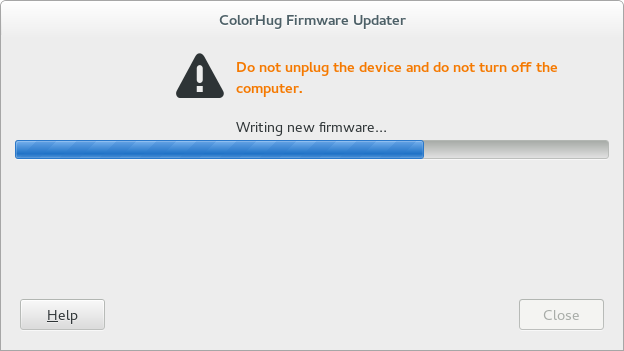 ColorHug Firmware Updater
Do not unplug the device and do not turn off the
computer.
Writing new firmware...
Help
Close